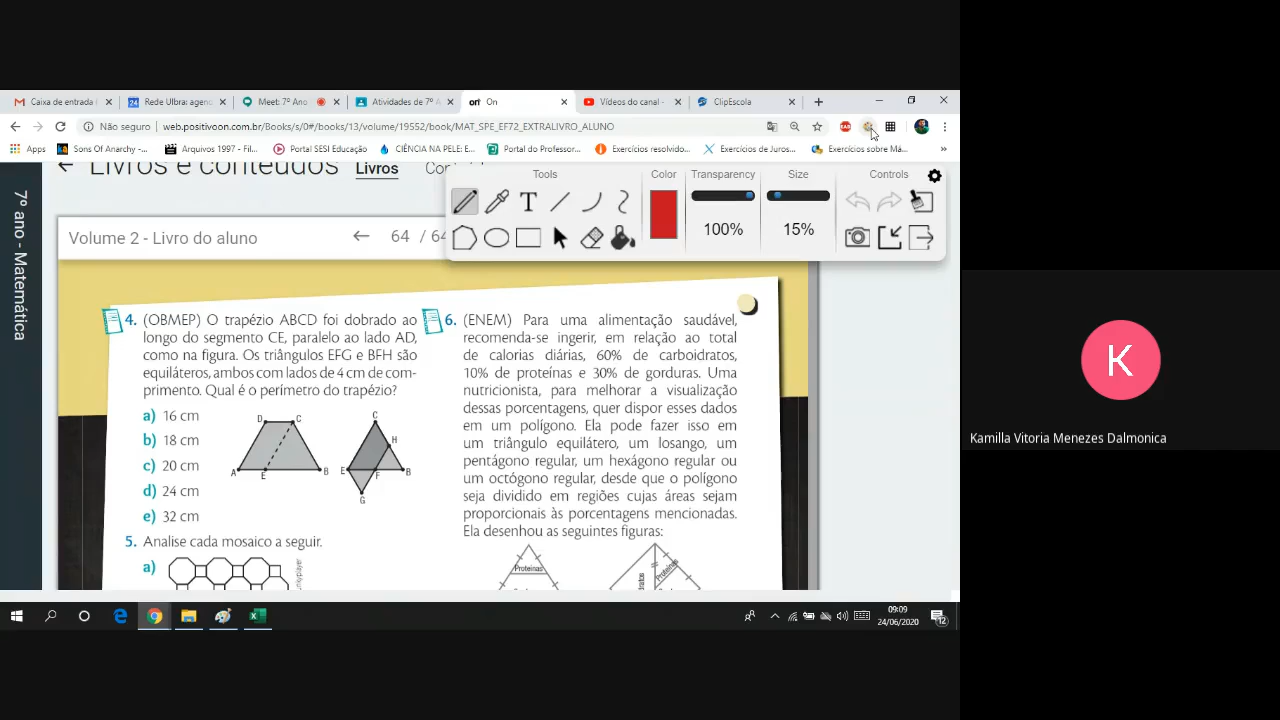 Caixa de entrada
Rede Ulbra: agend
Meet: 7º Ano
Atividades de 7º A
On
Vídeos do canal -
ClipEscola
Não seguro
web.positivoon.com.br/Books/s/0#/books/13/volume/19552/book/MAT_SPE_EF72_EXTRALIVRO_ALUNO
Apps
Sons Of Anarchy -...
Arquivos 1997 - Fil...
Portal SESI Educação
CIÊNCIA NA PELE: E...
Portal do Professor...
Exercícios resolvido...
Exercícios de Juros...
Exercícios sobre Má...
»
7º ano - Matemática
Livros e conteúdos
Livros
Volume 2 - Livro do aluno
64 / 64
Tools
Color
Transparency
Size
Controls
T
100%
15%
4. (OBMEP) O trapézio ABCD foi dobrado ao
longo do segmento CE, paralelo ao lado AD,
como na figura. Os triângulos EFG e BFH são
equiláteros, ambos com lados de 4 cm de com-
primento. Qual é o perímetro do trapézio?
a) 16 cm
b) 18 cm
c) 20 cm
d) 24 cm
e) 32 cm
D C
A E B
C
H
E F B
G
5. Analise cada mosaico a seguir.
a)
6. (ENEM) Para uma alimentação saudável,
recomenda-se ingerir, em relação ao total
de calorias diárias, 60% de carboidratos,
10% de proteínas e 30% de gorduras. Uma
nutricionista, para melhorar a visualização
dessas porcentagens, quer dispor esses dados
em um polígono. Ela pode fazer isso em
um triângulo equilátero, um losango, um
pentágono regular, um hexágono regular ou
um octógono regular, desde que o polígono
seja dividido em regiões cujas áreas sejam
proporcionais às porcentagens mencionadas.
Ela desenhou as seguintes figuras:
Proteínas
Proteínas
K
Kamilla Vitoria Menezes Dalmonica
09:09
24/06/2020
12